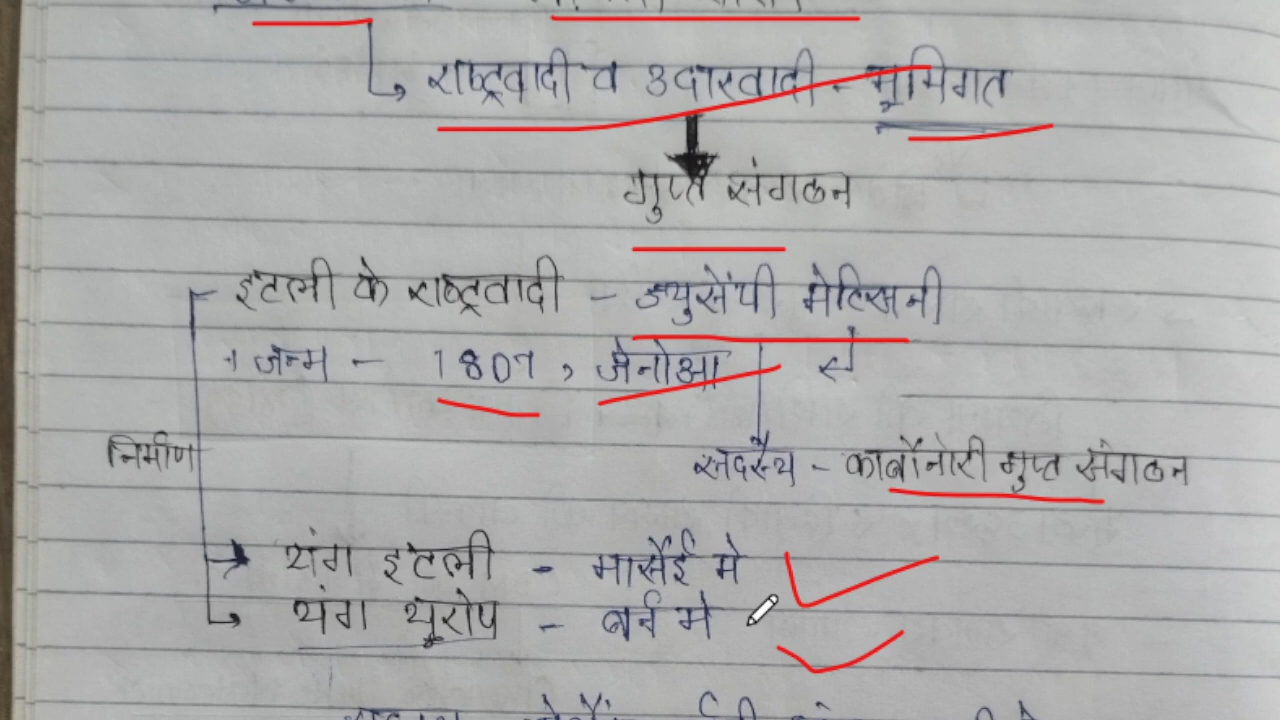 राष्ट्रवादी व उदारवादी - भूमिगत
गुप्त संगठन
इटली के राष्ट्रवादी - ज्युसेपी मेत्सिनी
जन्म - 1807, जेनोआ में
सदस्य - कार्बोनारी गुप्त संगठन
निर्माण
यंग इटली - मार्सेई मे
यंग यूरोप - बर्न मे